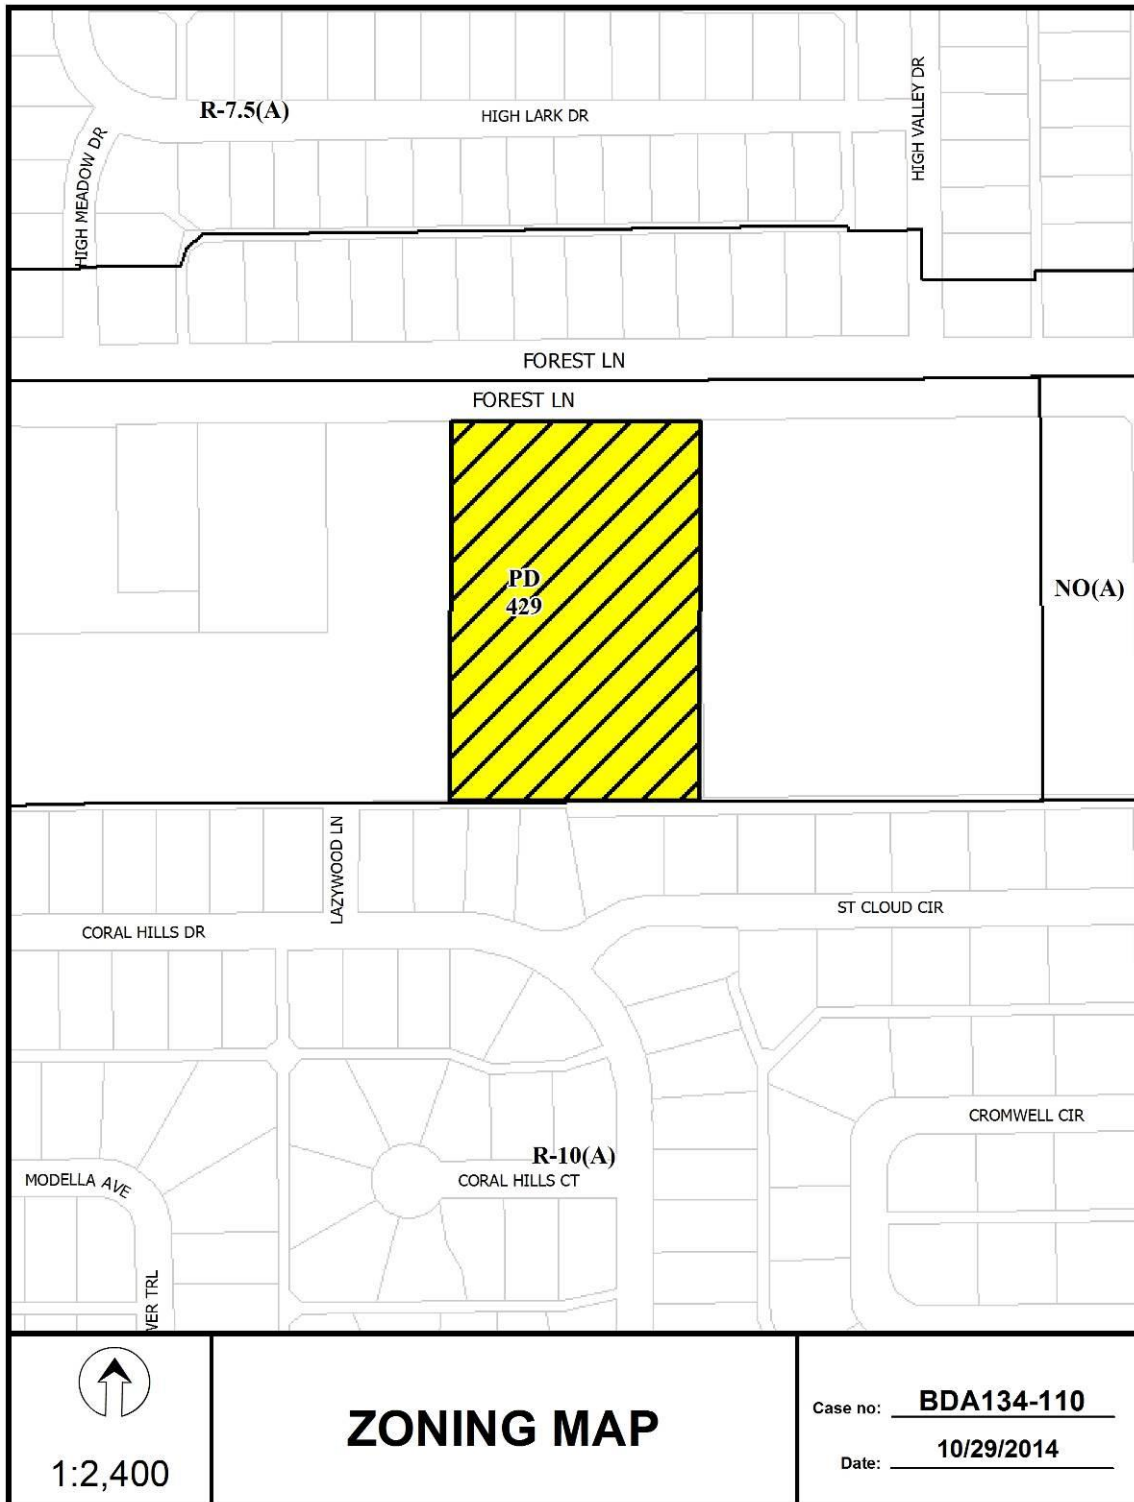 R-7.5(A)
HIGH LARK DR
HIGH VALLEY DR
HIGH MEADOW DR
FOREST LN
FOREST LN
PD
429
NO(A)
LAZYWOOD LN
ST CLOUD CIR
CORAL HILLS DR
CROMWELL CIR
R-10(A)
CORAL HILLS CT
MODELLA AVE
VER TRL
1:2,400
ZONING MAP
Case no: BDA134-110
Date: 10/29/2014